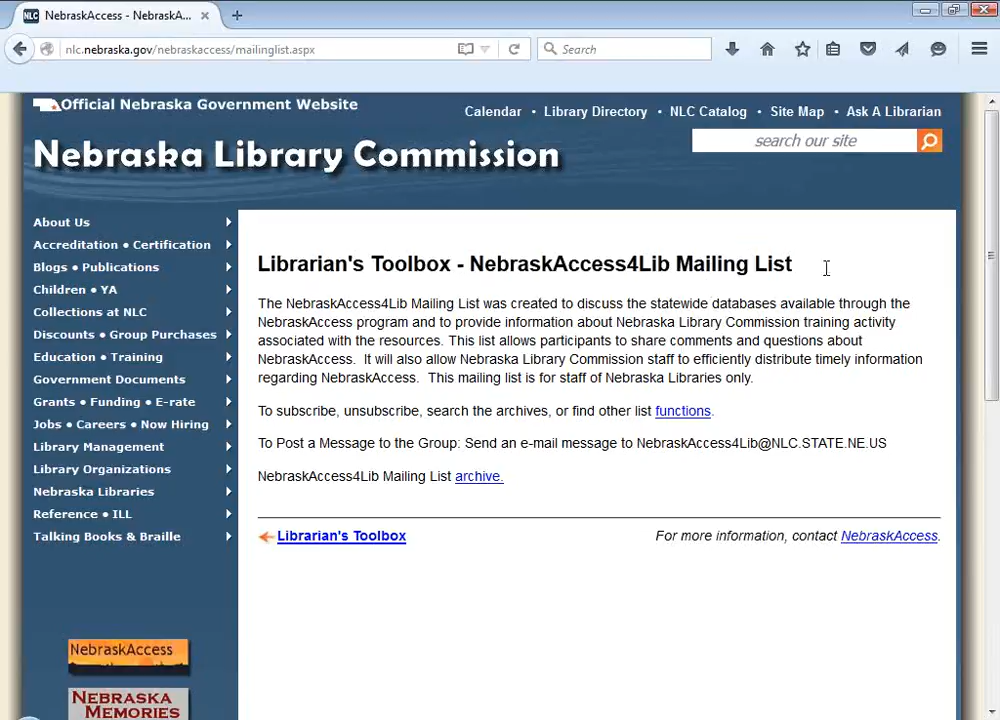 NLC NebraskAccess - NebraskA... × +
nlc.nebraska.gov/nebraskaccess/mailinglist.aspx
Search
Official Nebraska Government Website
Calendar • Library Directory • NLC Catalog • Site Map • Ask A Librarian
Nebraska Library Commission
search our site
About Us
Accreditation • Certification
Blogs • Publications
Children • YA
Collections at NLC
Discounts • Group Purchases
Education • Training
Government Documents
Grants • Funding • E-rate
Jobs • Careers • Now Hiring
Library Management
Library Organizations
Nebraska Libraries
Reference • ILL
Talking Books & Braille
NebraskAccess
NEBRASKA
MEMORIES
Librarian's Toolbox - NebraskAccess4Lib Mailing List
The NebraskAccess4Lib Mailing List was created to discuss the statewide databases available through the
NebraskAccess program and to provide information about Nebraska Library Commission training activity
associated with the resources. This list allows participants to share comments and questions about
NebraskAccess. It will also allow Nebraska Library Commission staff to efficiently distribute timely information
regarding NebraskAccess. This mailing list is for staff of Nebraska Libraries only.
To subscribe, unsubscribe, search the archives, or find other list functions.
To Post a Message to the Group: Send an e-mail message to NebraskAccess4Lib@NLC.STATE.NE.US
NebraskAccess4Lib Mailing List archive.
Librarian's Toolbox
For more information, contact NebraskAccess.